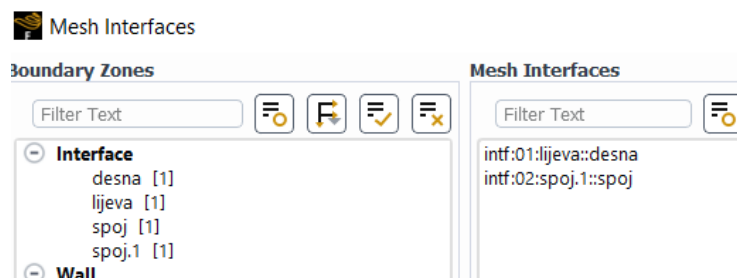 F
Mesh Interfaces
Boundary Zones
Filter Text
Interface
desna [1]
lijeva [1]
spoj [1]
spoj.1 [1]
Wall
Mesh Interfaces
Filter Text
intf:01:lijeva::desna
intf:02:spoj.1::spoj